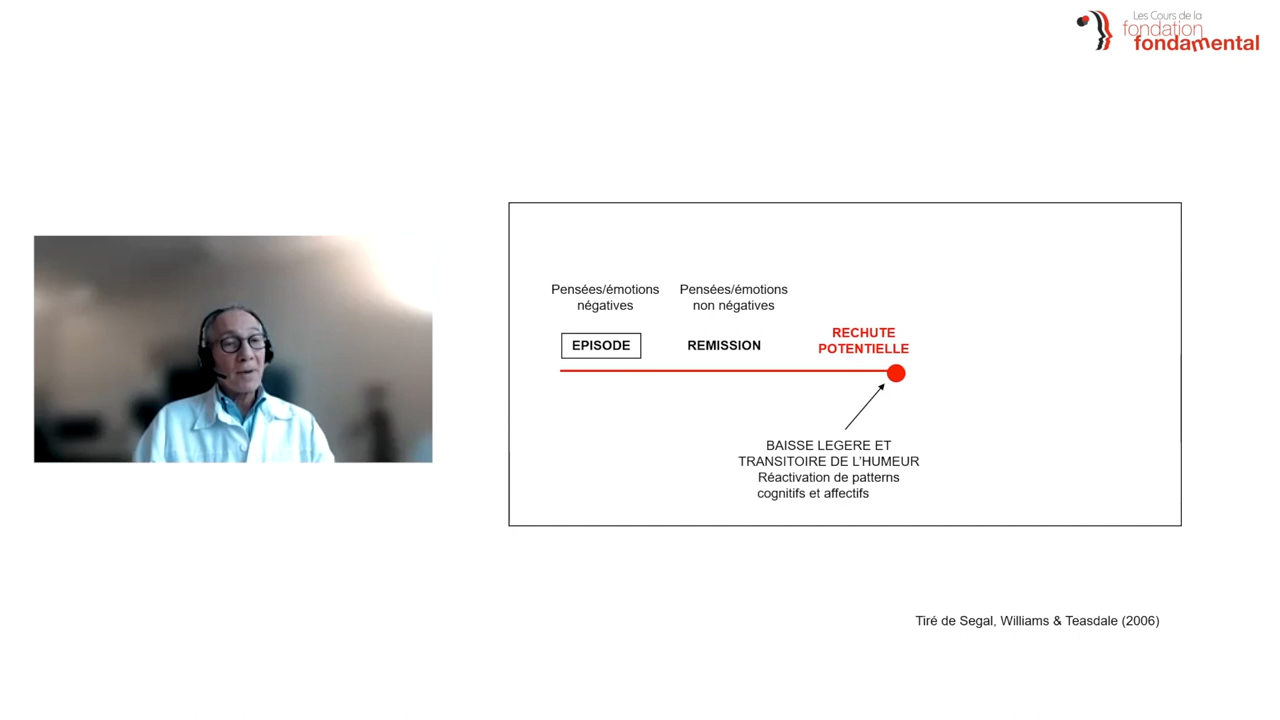 Les Cours de la
fondation
fondamental
Pensées/émotions
négatives
Pensées/émotions
non négatives
EPISODE
REMISSION
RECHUTE
POTENTIELLE
BAISSE LEGERE ET
TRANSITOIRE DE L'HUMEUR
Réactivation de patterns
cognitifs et affectifs
Tiré de Segal, Williams & Teasdale (2006)